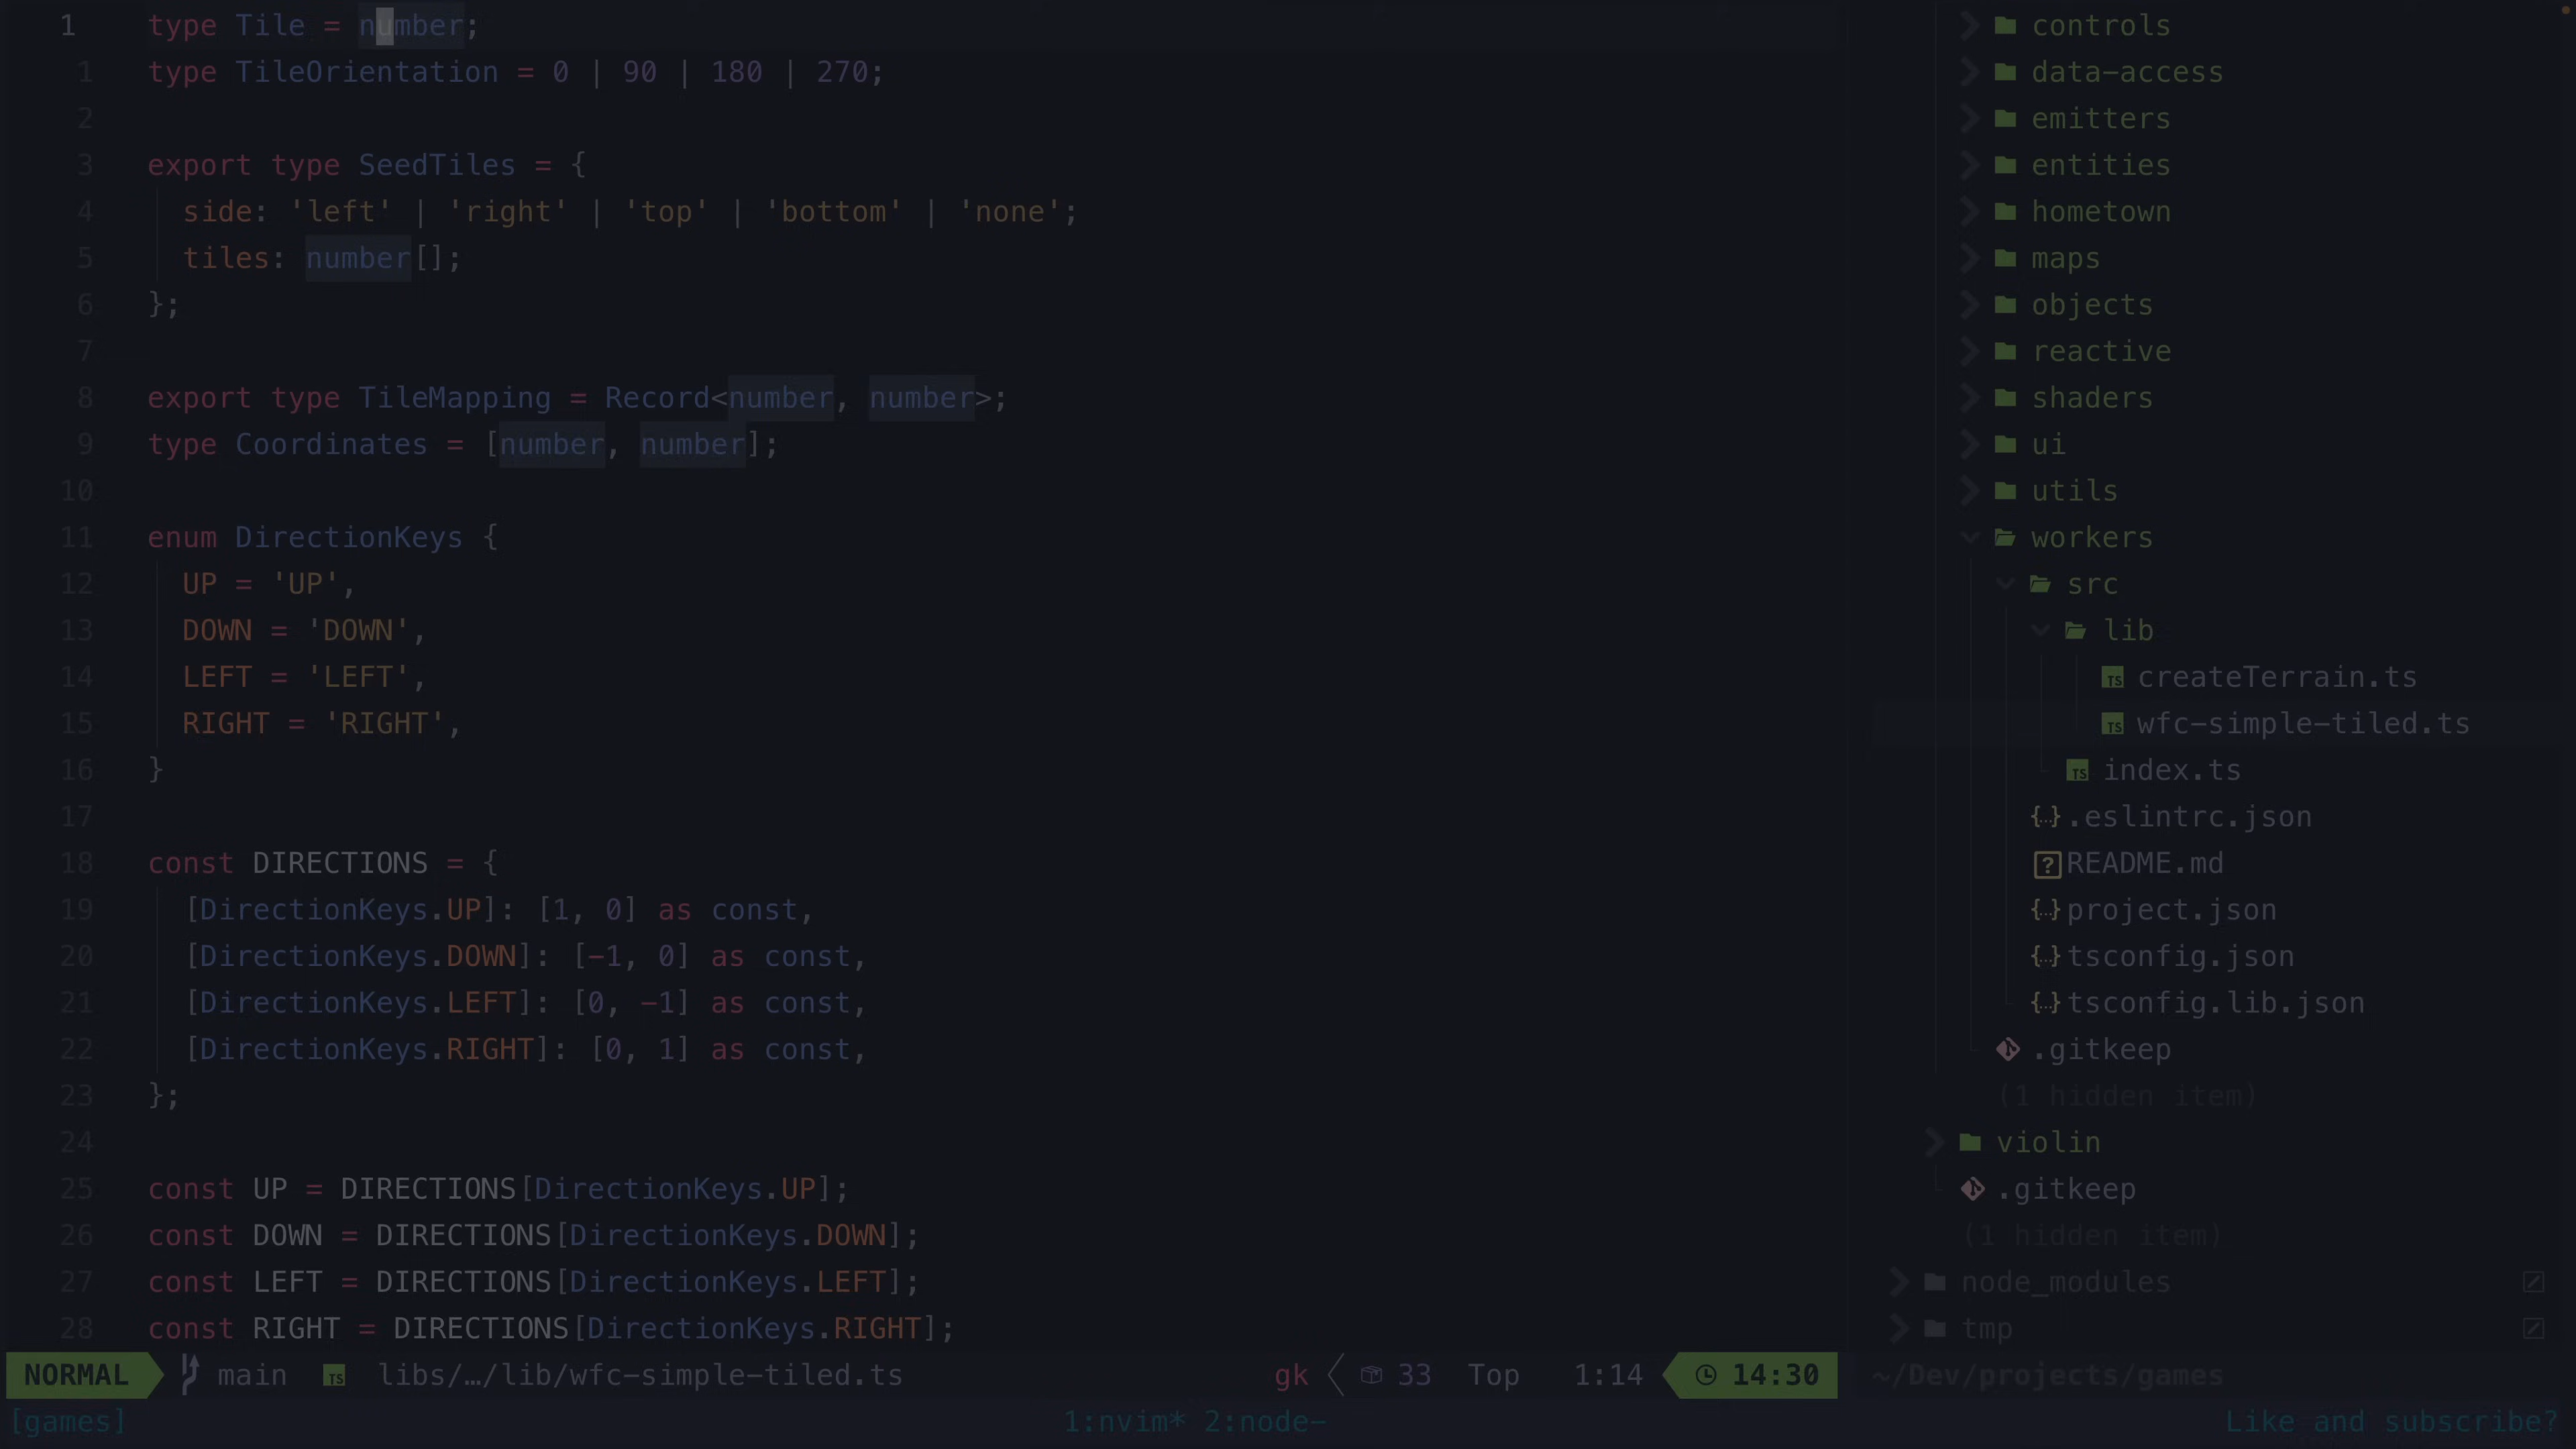 1 type Tile = number;
1 type TileOrientation = 0 | 90 | 180 | 270;
2
3 export type SeedTiles = {
4 side: 'left' | 'right' | 'top' | 'bottom' | 'none';
5 tiles: number[];
6 };
7
8 export type TileMapping = Record<number, number>;
9 type Coordinates = [number, number];
10
11 enum DirectionKeys {
12 UP = 'UP',
13 DOWN = 'DOWN',
14 LEFT = 'LEFT',
15 RIGHT = 'RIGHT',
16 }
17
18 const DIRECTIONS = {
19 [DirectionKeys.UP]: [1, 0] as const,
20 [DirectionKeys.DOWN]: [-1, 0] as const,
21 [DirectionKeys.LEFT]: [0, -1] as const,
22 [DirectionKeys.RIGHT]: [0, 1] as const,
23 };
24
25 const UP = DIRECTIONS[DirectionKeys.UP];
26 const DOWN = DIRECTIONS[DirectionKeys.DOWN];
27 const LEFT = DIRECTIONS[DirectionKeys.LEFT];
28 const RIGHT = DIRECTIONS[DirectionKeys.RIGHT];
controls
data-access
emitters
entities
hometown
maps
objects
reactive
shaders
ui
utils
workers
src
lib
TS createTerrain.ts
TS wfc-simple-tiled.ts
TS index.ts
{…} .eslintrc.json
? README.md
{…} project.json
{…} tsconfig.json
{…} tsconfig.lib.json
.gitkeep
(1 hidden item)
violin
.gitkeep
(1 hidden item)
node_modules
tmp
NORMAL main TS libs/…/lib/wfc-simple-tiled.ts gk 33 Top 1:14 14:30 ~/Dev/projects/games
[games] 1:nvim* 2:node- Like and subscribe?